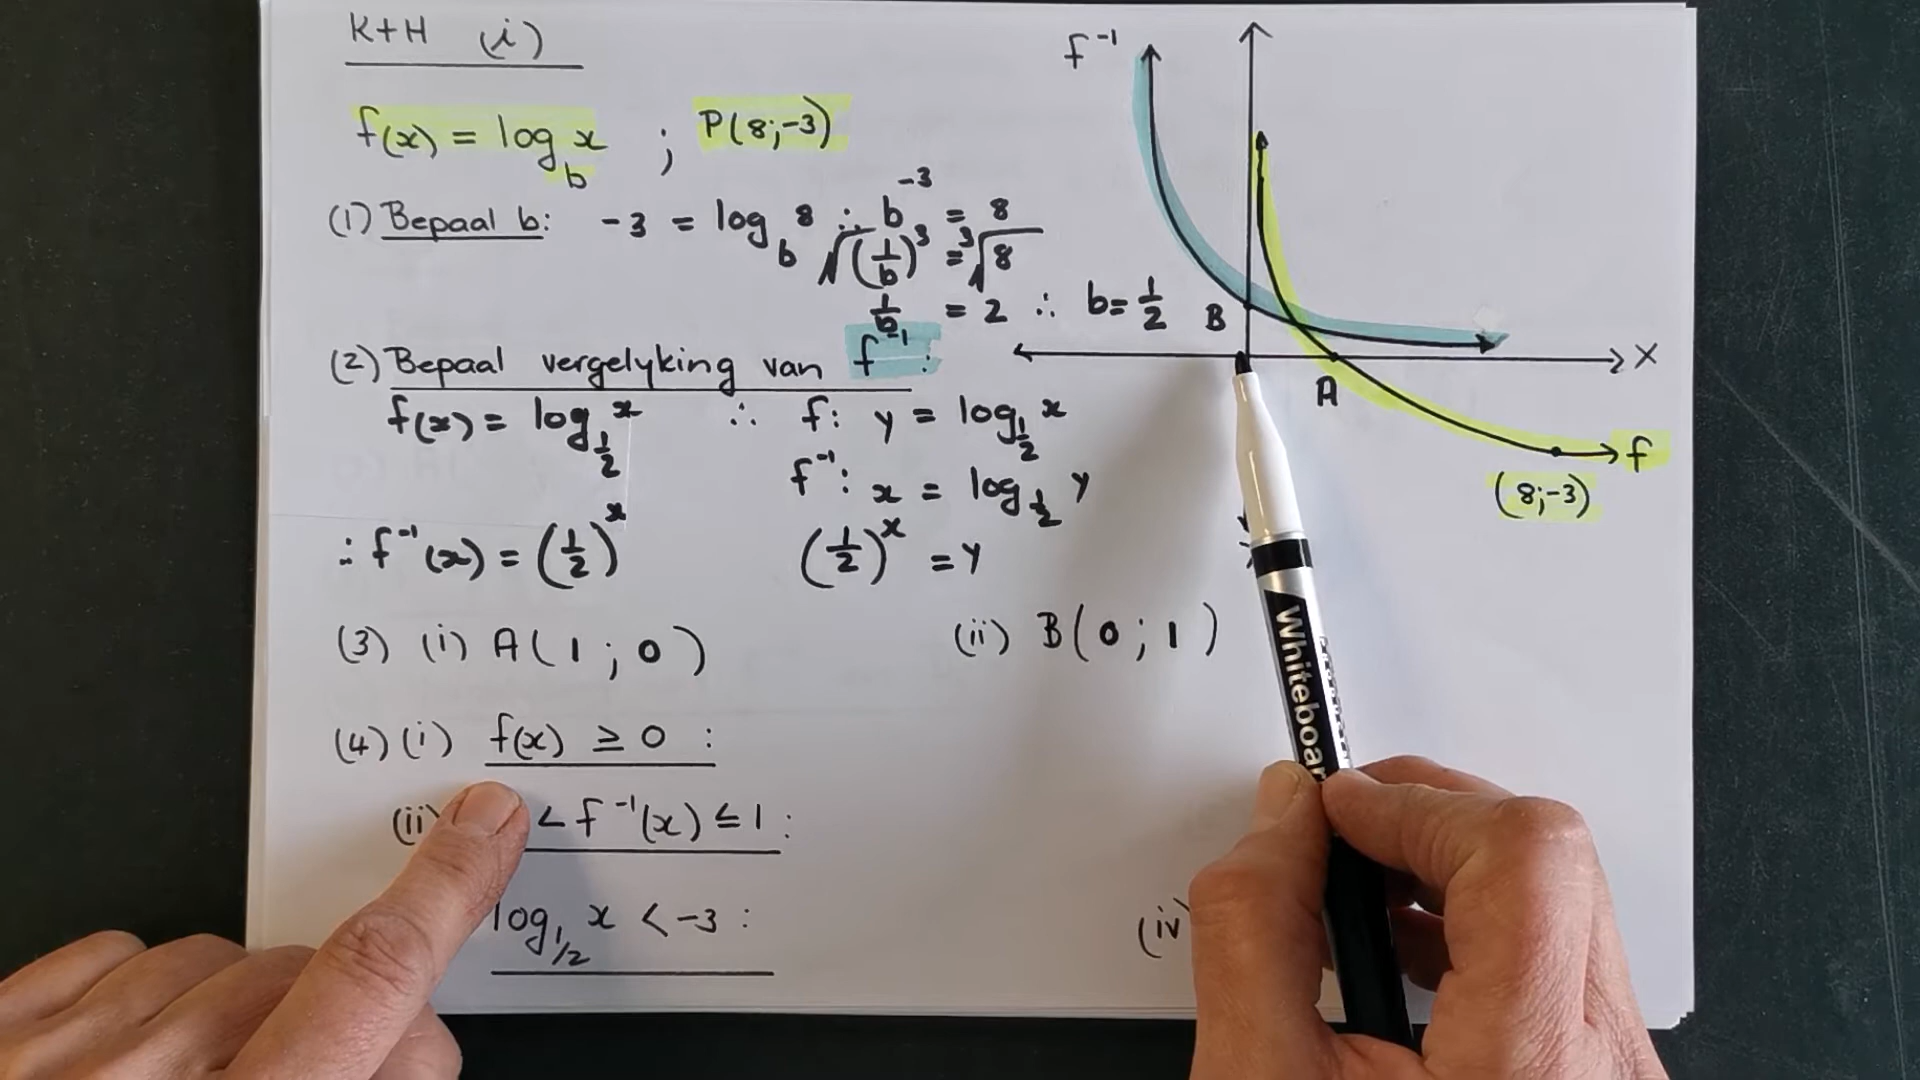 K+H (i)
f(x) = log_b x ; P(8;-3)
(1) Bepaal b: -3 = log_b 8 ∴ b^-3 = 8
√(1/b)^3 = ∛8
1/b = 2 ∴ b = 1/2
(2) Bepaal vergelyking van f^-1 :
f(x) = log_1/2 x ∴ f: y = log_1/2 x
f^-1: x = log_1/2 y
∴ f^-1(x) = (1/2)^x (1/2)^x = y
(3) (i) A(1 ; 0) (ii) B(0 ; 1)
(4) (i) f(x) ≥ 0 :
(ii) < f^-1(x) ≤ 1 :
log_1/2 x < -3 :
(iv)
f^-1
B
X
A
f
(8;-3)
Whiteboar